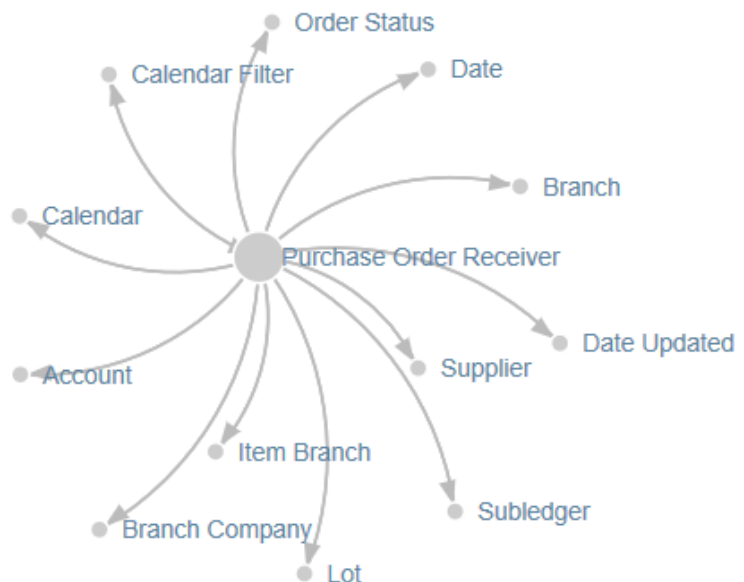 Order Status
Calendar Filter
Date
Branch
Calendar
Purchase Order Receiver
Date Updated
Supplier
Account
Item Branch
Subledger
Branch Company
Lot